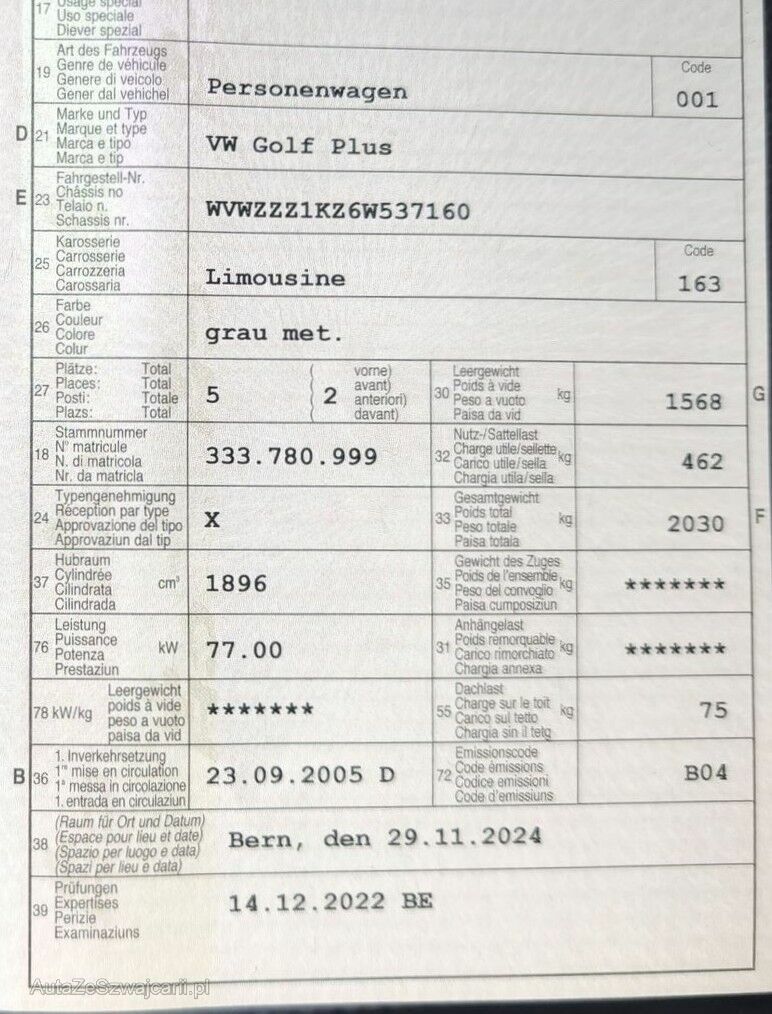 17 Usage spécial
Uso speciale
Diever spezial
19 Art des Fahrzeugs
Genre de véhicule
Genere di veicolo
Gener dal vehichel
Personenwagen
Code
001
D 21 Marke und Typ
Marque et type
Marca e tipo
Marca e tip
VW Golf Plus
E 23 Fahrgestell-Nr.
Châssis no
Telaio n.
Schassis nr.
WVWZZZ1KZ6W537160
25 Karosserie
Carrosserie
Carrozzeria
Carossaria
Limousine
Code
163
26 Farbe
Couleur
Colore
Colur
grau met.
27 Plätze: Total
Places: Total
Posti: Totale
Plazs: Total
5
( vorne)
( avant)
2
( anteriori)
( davant)
30 Leergewicht
Poids à vide
Peso a vuoto
Paisa da vid
kg
1568 G
18 Stammnummer
N° matricule
N. di matricola
Nr. da matricla
333.780.999
32 Nutz-/Sattellast
Charge utile/sellette
Carico utile/sella
Chargia utila/sella
kg
462
24 Typengenehmigung
Réception par type
Approvazione del tipo
Approvaziun dal tip
X
33 Gesamtgewicht
Poids total
Peso totale
Paisa totala
kg
2030 F
37 Hubraum
Cylindrée
Cilindrata
Cilindrada
cm³
1896
35 Gewicht des Zuges
Poids de l'ensemble
Peso del convoglio
Paisa cumposiziun
kg
*******
76 Leistung
Puissance
Potenza
Prestaziun
kW
77.00
31 Anhängelast
Poids remorquable
Carico rimorchiato
Chargia annexa
kg
*******
78 kW/kg
Leergewicht
poids à vide
peso a vuoto
paisa da vid
*******
55 Dachlast
Charge sur le toit
Carico sul tetto
Chargia sin il tetg
kg
75
B 36 1. Inverkehrsetzung
1re mise en circulation
1a messa in circolazione
1. entrada en circulaziun
23.09.2005 D
72 Emissionscode
Code émissions
Codice emissioni
Code d'emissiuns
B04
38 (Raum für Ort und Datum)
(Espace pour lieu et date)
(Spazio per luogo e data)
(Spazi per lieu e data)
Bern, den 29.11.2024
39 Prüfungen
Expertises
Perizie
Examinaziuns
14.12.2022 BE
AutaZeSzwajcarii.pl